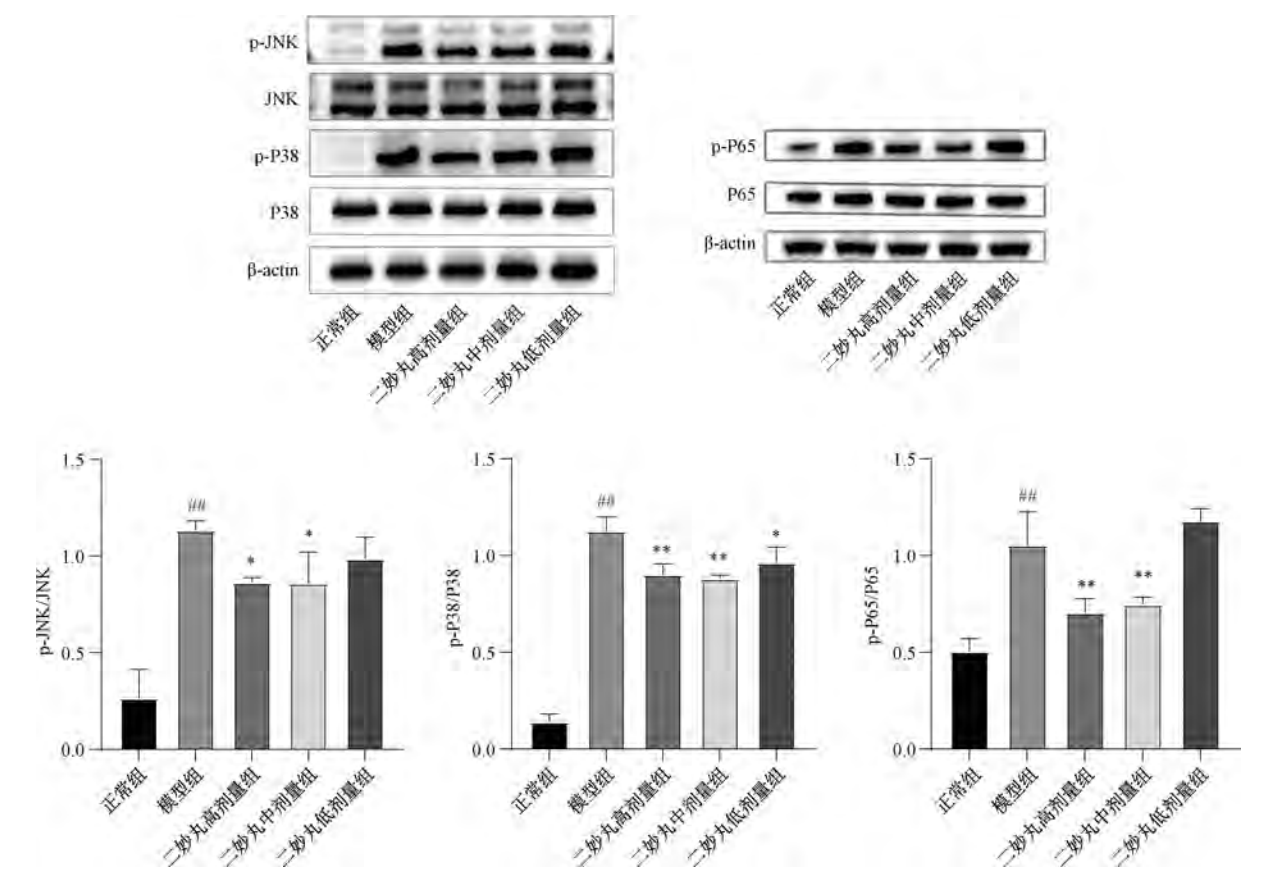 p-JNK
JNK
p-P38
P38
β-actin
正常组
模型组
二妙丸高剂量组
二妙丸中剂量组
二妙丸低剂量组
p-P65
P65
β-actin
正常组
模型组
二妙丸高剂量组
二妙丸中剂量组
二妙丸低剂量组
p-JNK/JNK
1.5
1.0
0.5
0.0
##
*
*
正常组
模型组
二妙丸高剂量组
二妙丸中剂量组
二妙丸低剂量组
p-P38/P38
1.5
1.0
0.5
0.0
##
**
**
*
正常组
模型组
二妙丸高剂量组
二妙丸中剂量组
二妙丸低剂量组
p-P65/P65
1.5
1.0
0.5
0.0
##
**
**
正常组
模型组
二妙丸高剂量组
二妙丸中剂量组
二妙丸低剂量组